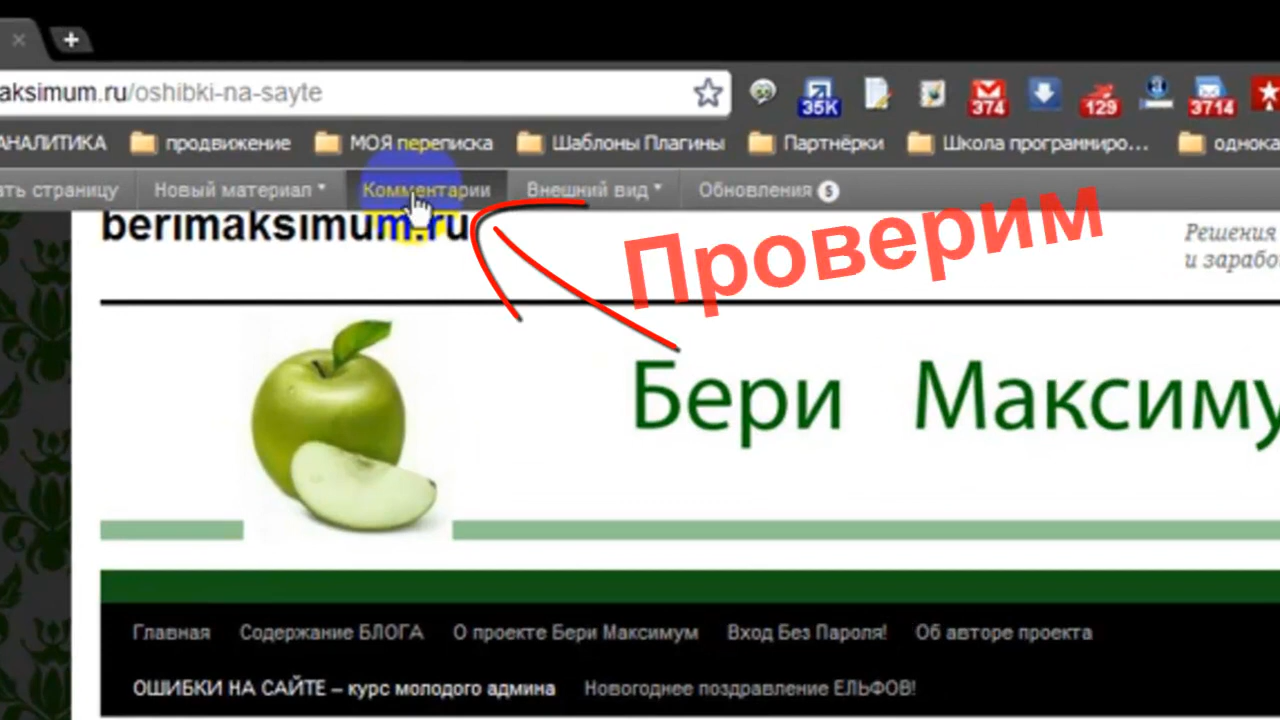 aksimum.ru/oshibki-na-sayte
35K 374 129 3714
АНАЛИТИКА продвижение МОЯ переписка Шаблоны Плагины Партнёрки Школа программиро... однокла
ать страницу Новый материал Комментарии Внешний вид Обновления 5
berimaksimum.ru
Проверим
Решения
и зарабо
Бери Максиму
Главная Содержание БЛОГА О проекте Бери Максимум Вход Без Пароля! Об авторе проекта
ОШИБКИ НА САЙТЕ – курс молодого админа Новогоднее поздравление ЕЛЬФОВ!